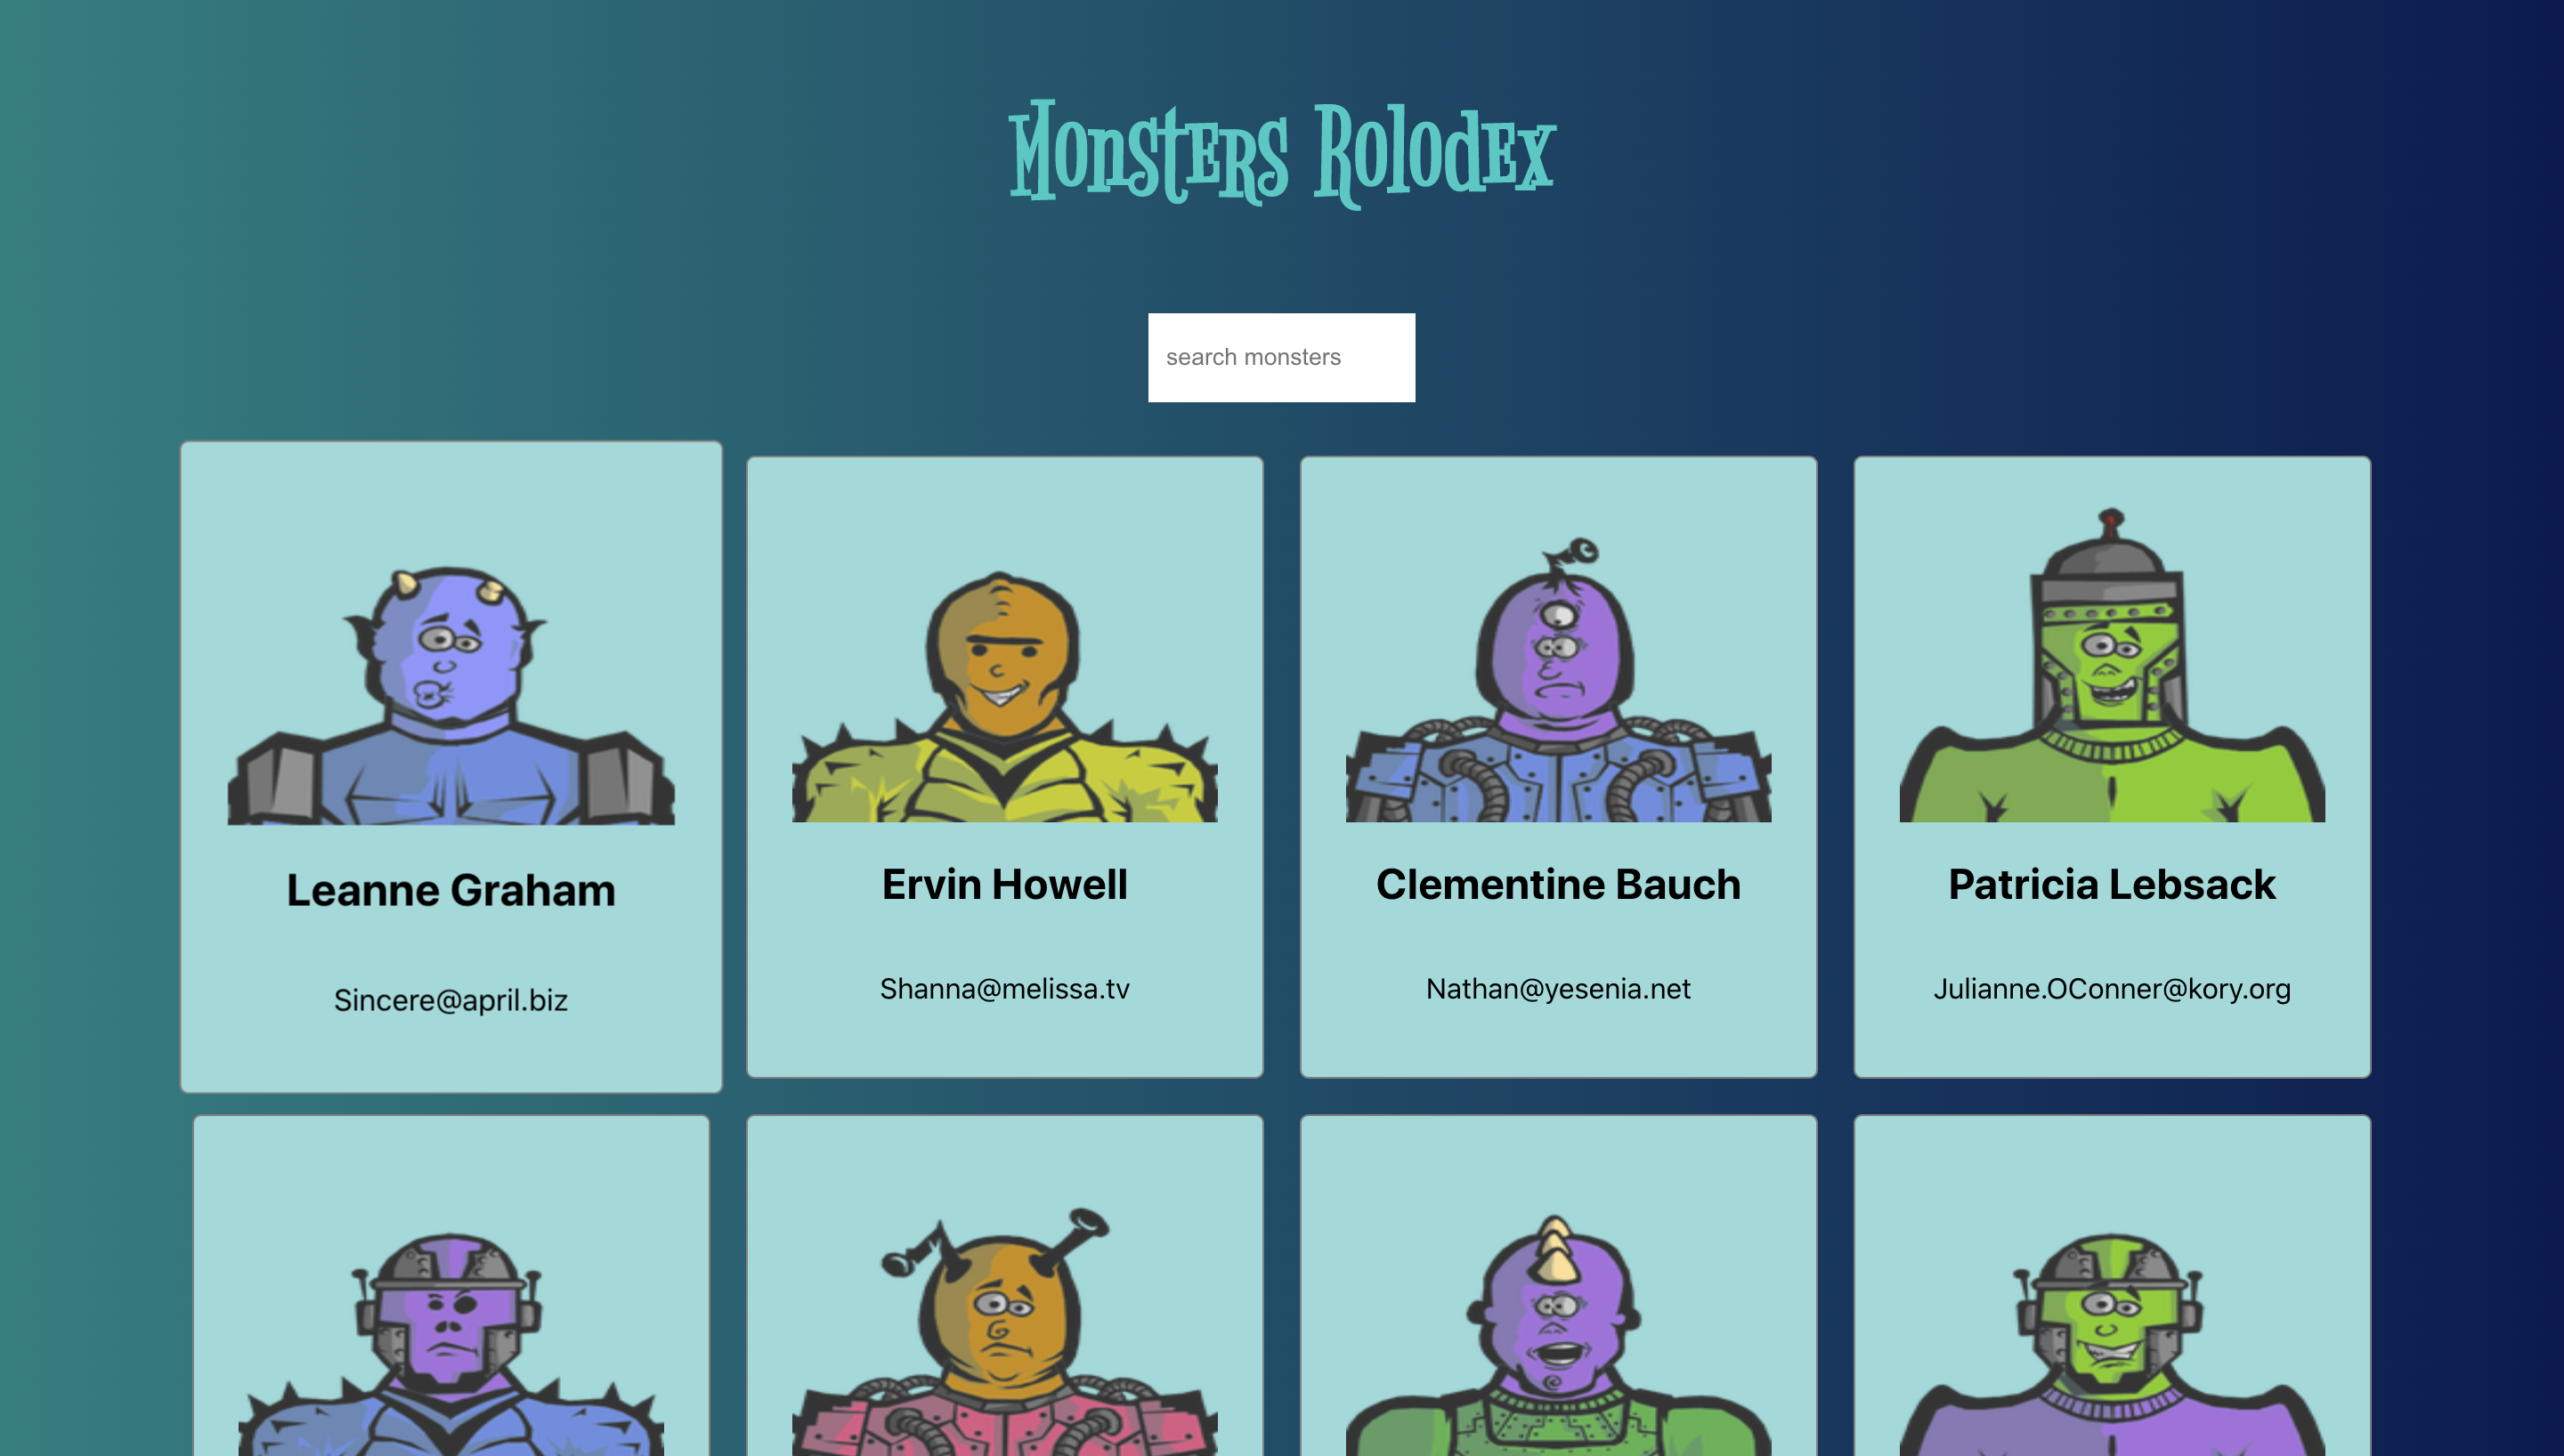 Monsters Rolodex
search monsters
Leanne Graham
Sincere@april.biz
Ervin Howell
Shanna@melissa.tv
Clementine Bauch
Nathan@yesenia.net
Patricia Lebsack
Julianne.OConner@kory.org